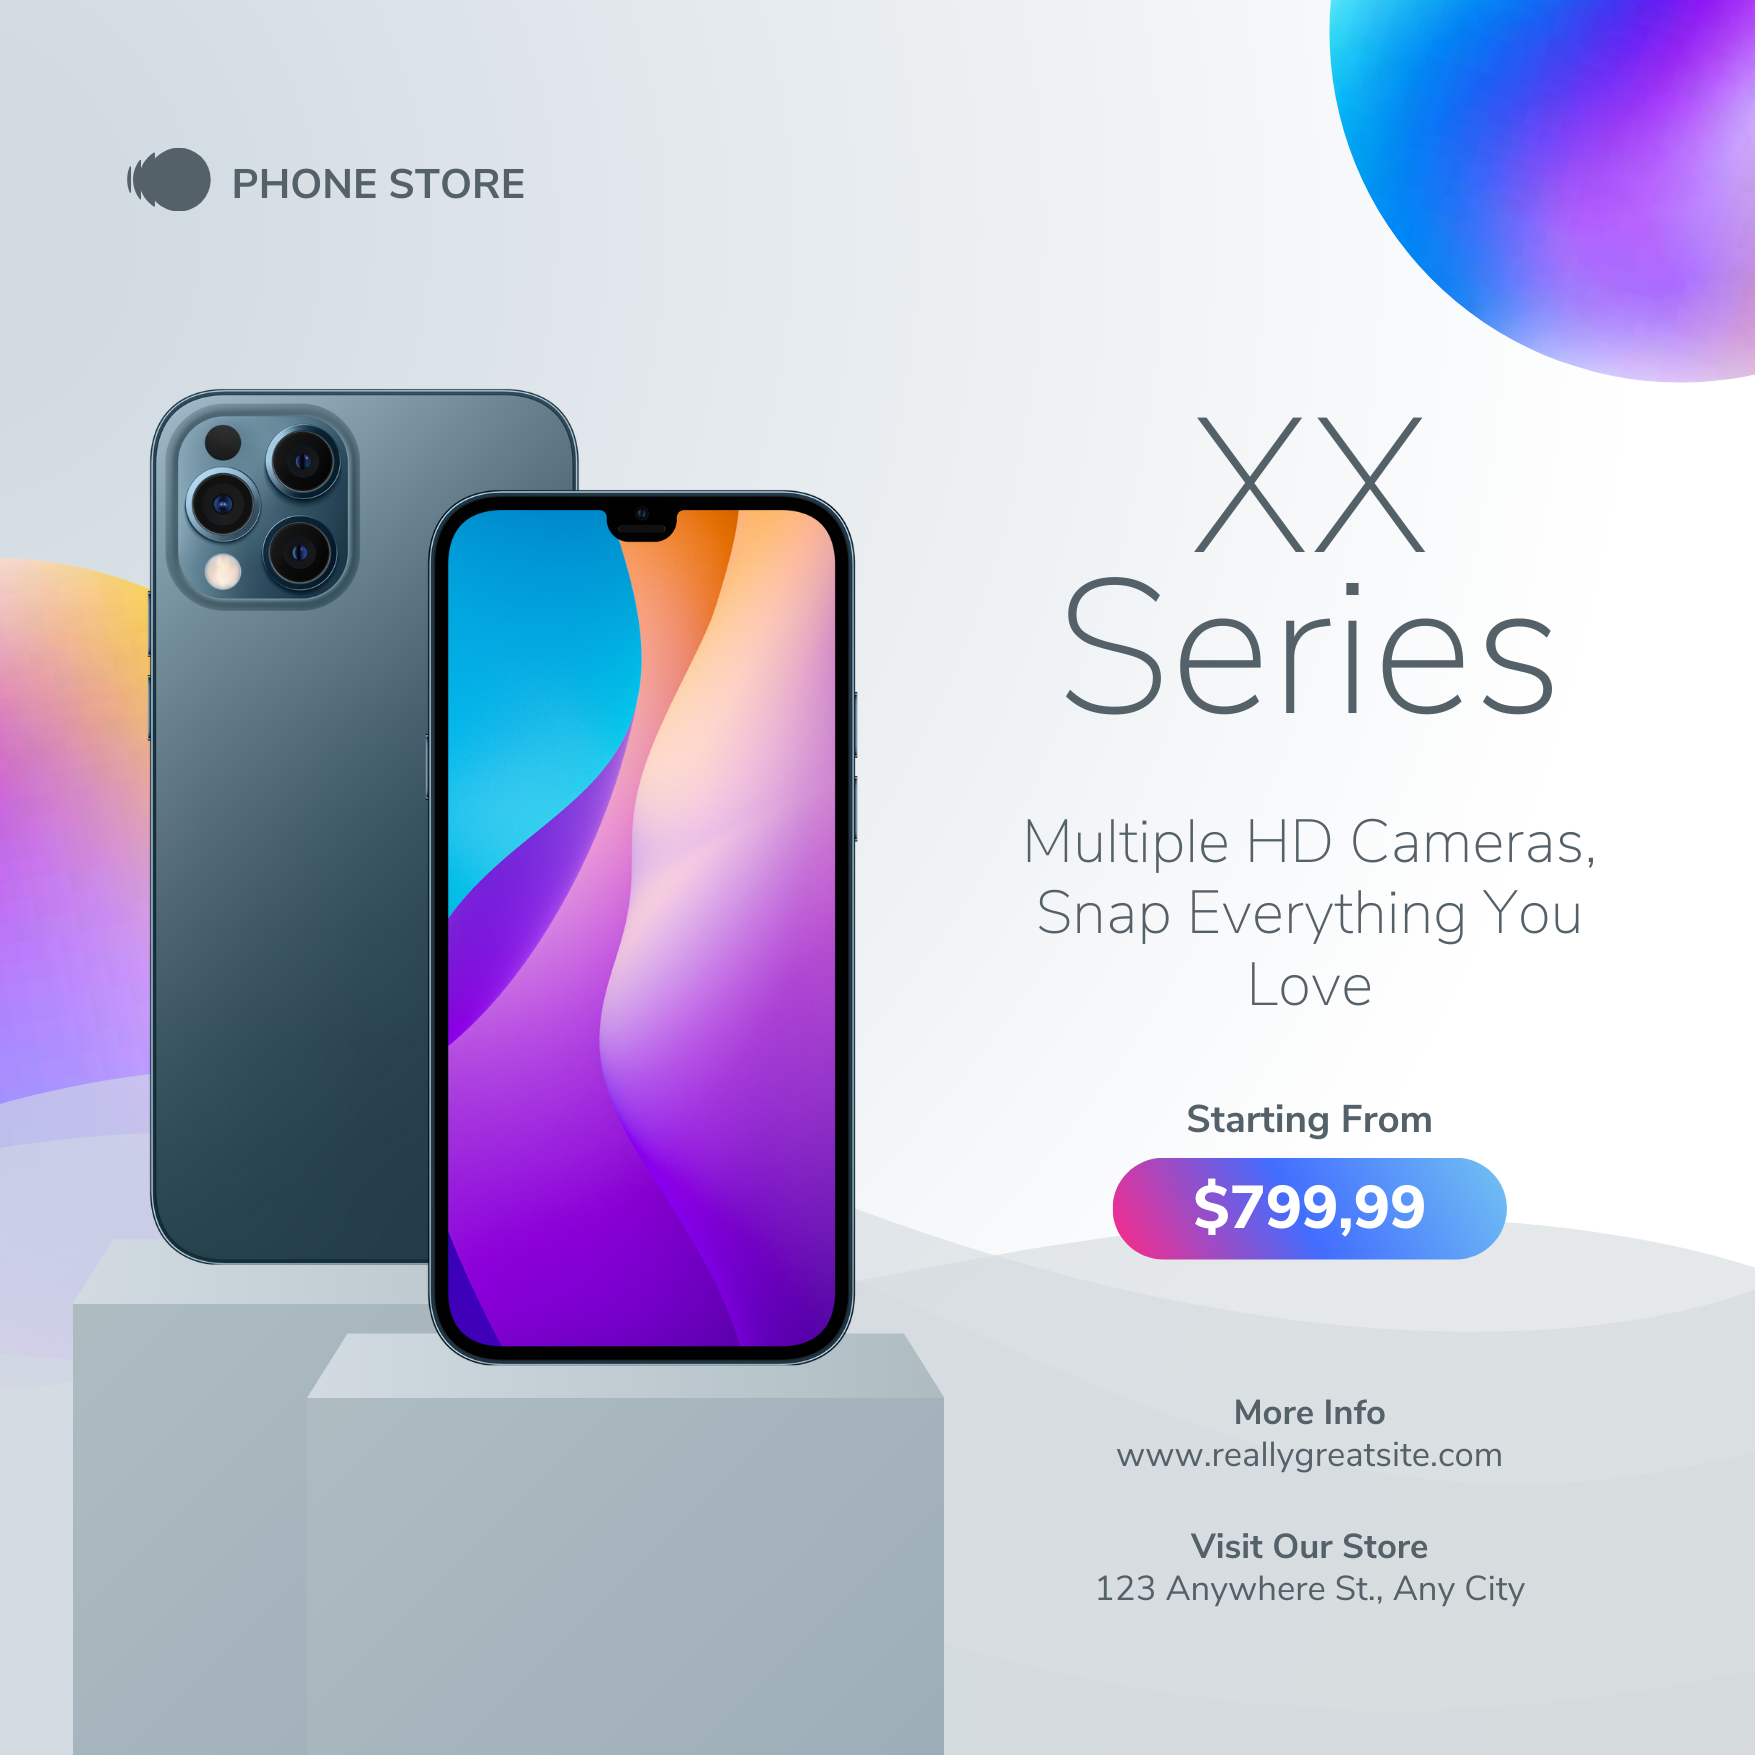 PHONE STORE
XX
Series
Multiple HD Cameras,
Snap Everything You
Love
Starting From
$799,99
More Info
www.reallygreatsite.com
Visit Our Store
123 Anywhere St., Any City